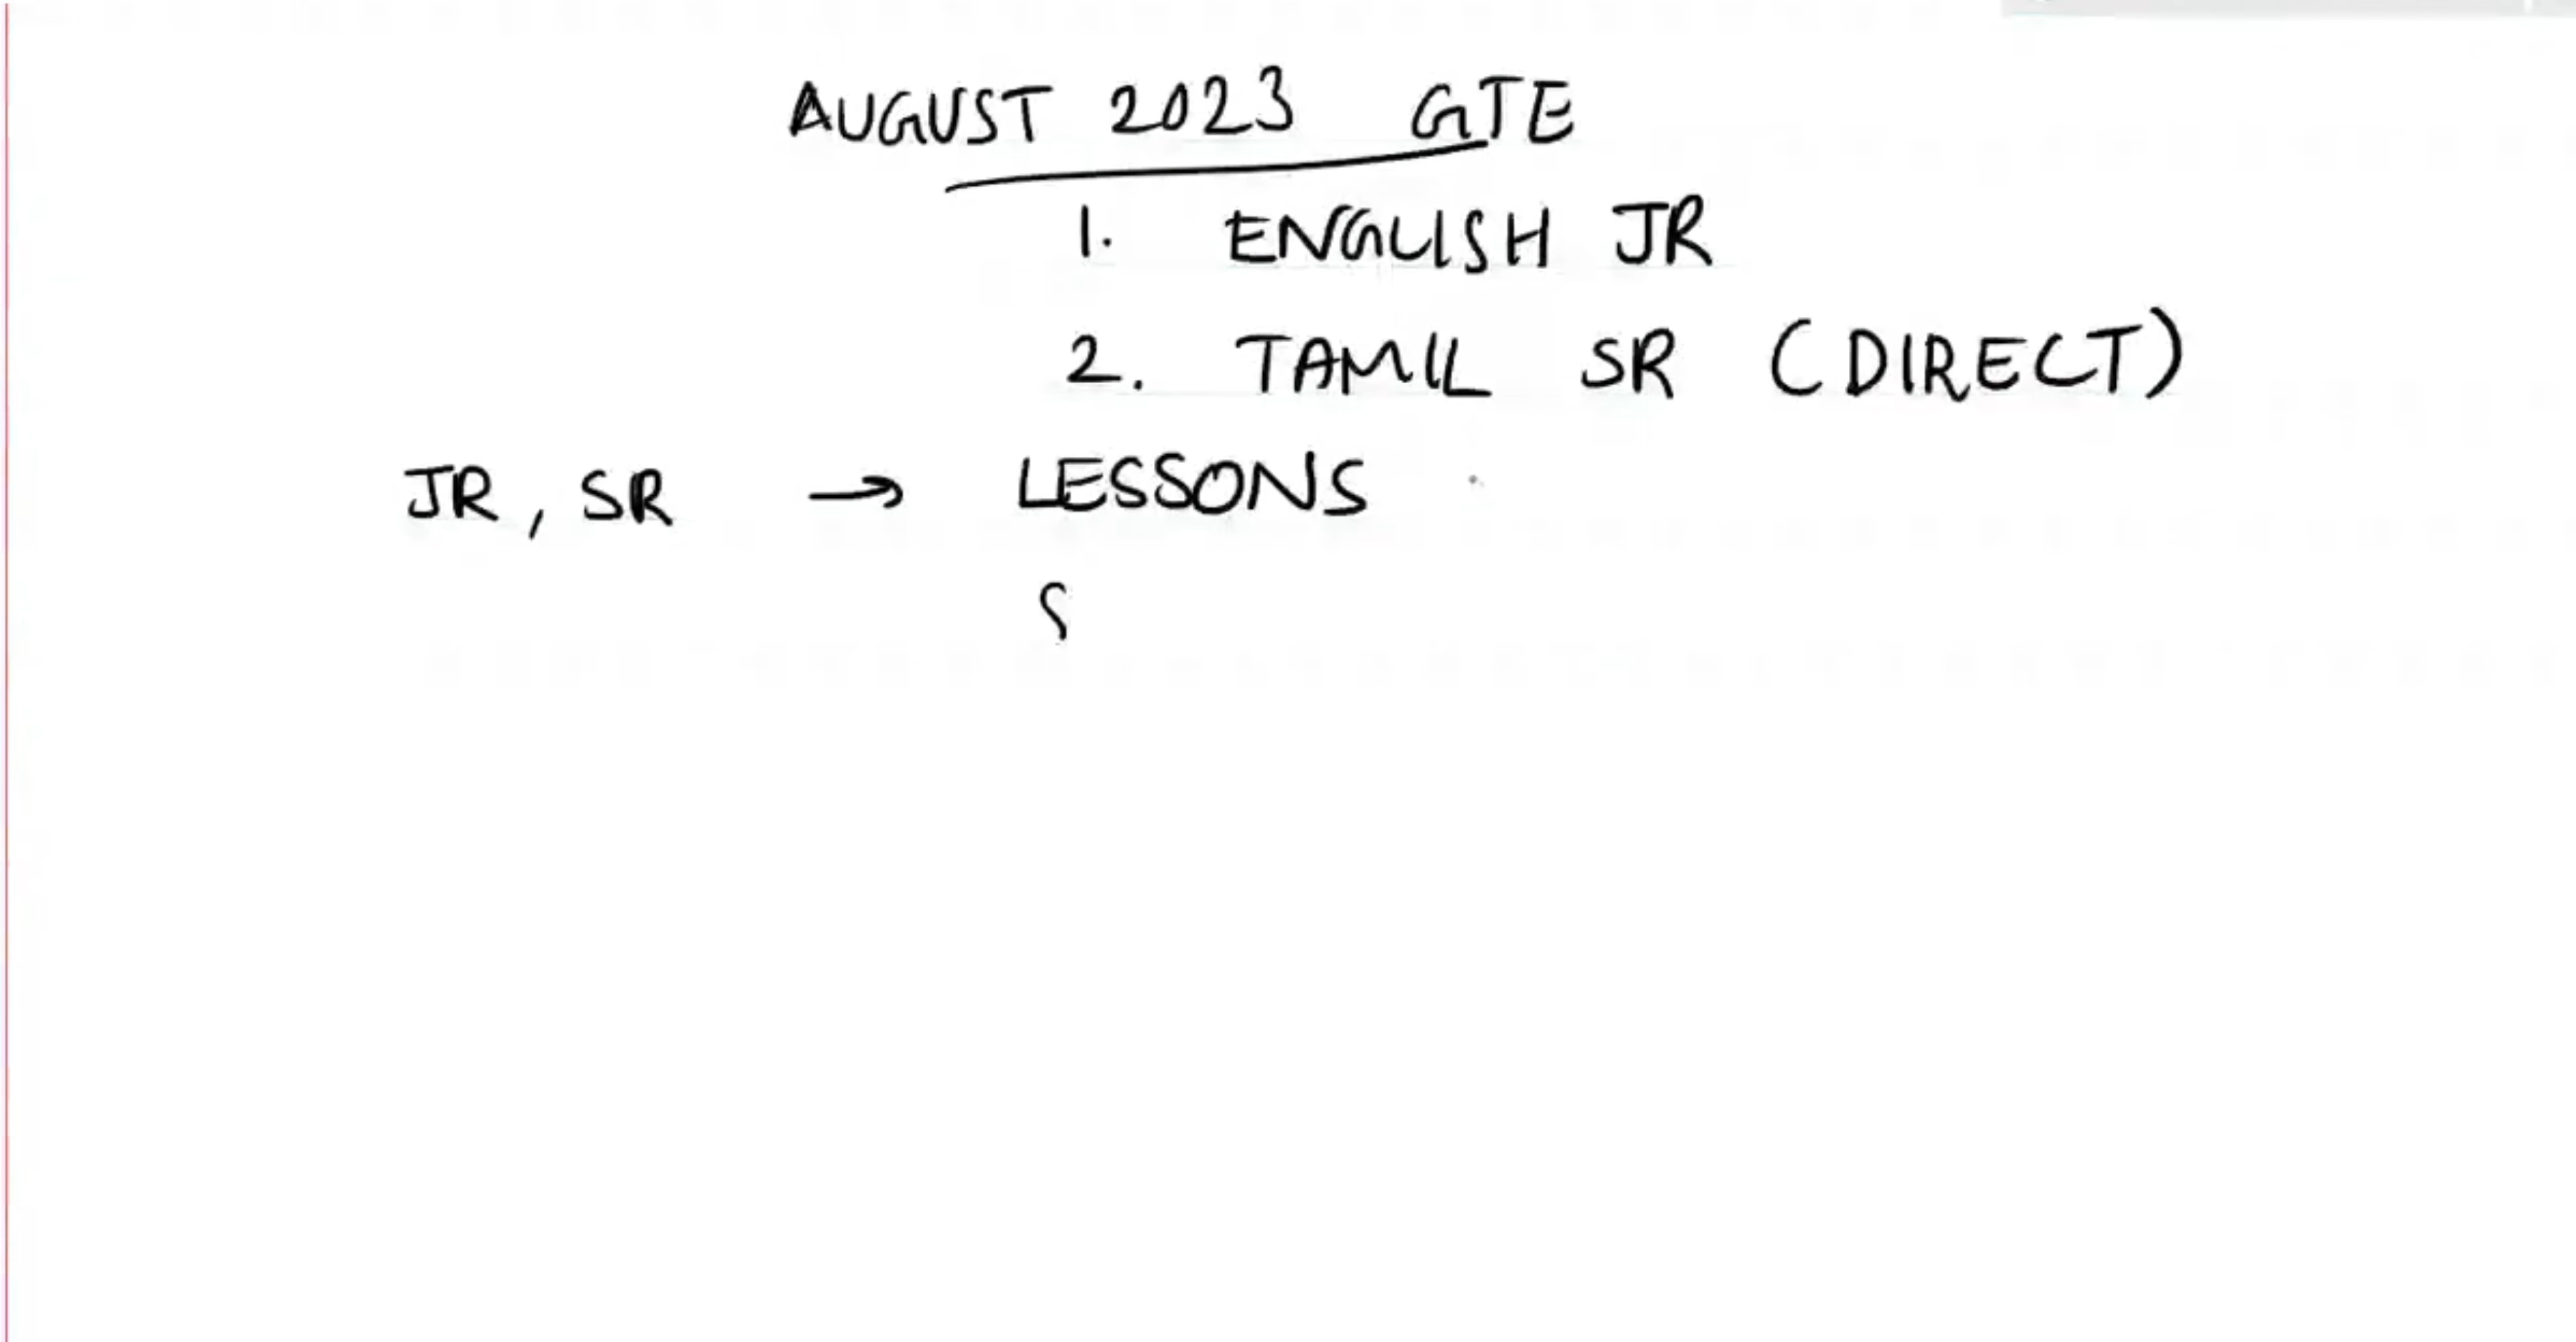 AUGUST 2023 GTE
1. ENGLISH JR
2. TAMIL SR (DIRECT)
JR, SR → LESSONS
S